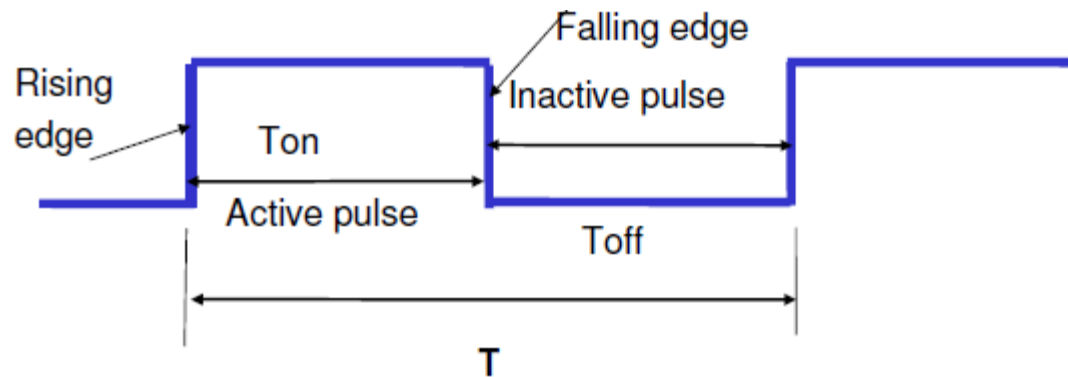 Falling edge
Rising
edge
Inactive pulse
Ton
Active pulse
Toff
T